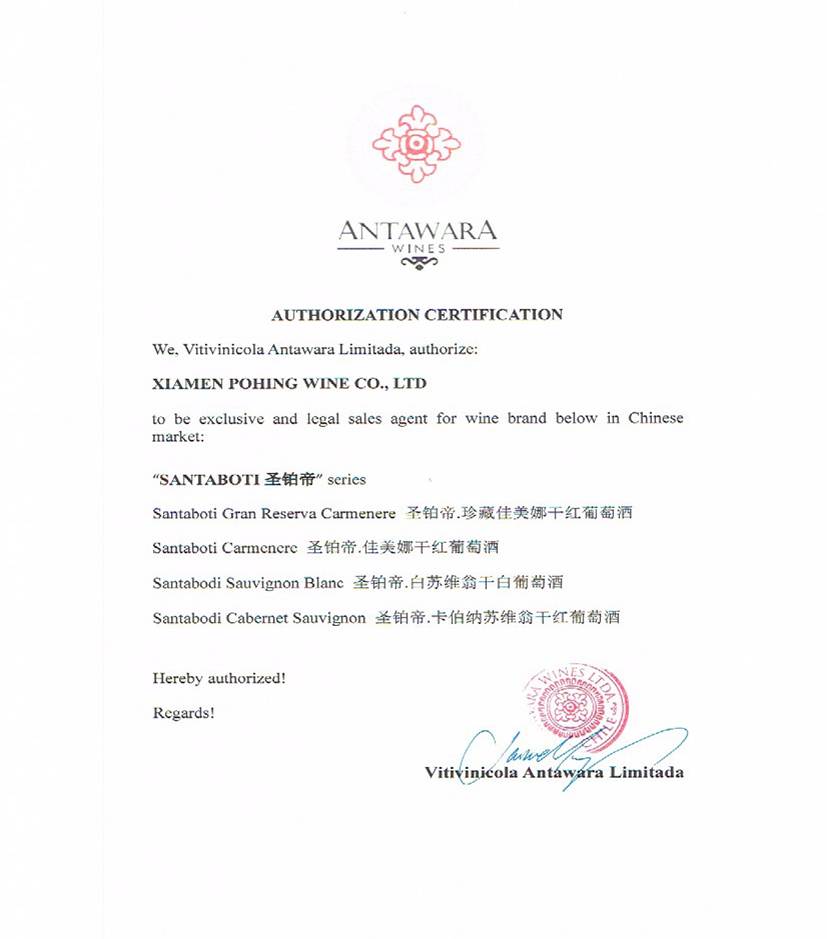 ANTAWARA
WINES
AUTHORIZATION CERTIFICATION
We, Vitivinicola Antawara Limitada, authorize:
XIAMEN POHING WINE CO., LTD
to be exclusive and legal sales agent for wine brand below in Chinese
market:
“SANTABOTI 圣铂帝” series
Santaboti Gran Reserva Carmenere 圣铂帝.珍藏佳美娜干红葡萄酒
Santaboti Carmenere 圣铂帝.佳美娜干红葡萄酒
Santabodi Sauvignon Blanc 圣铂帝.白苏维翁干白葡萄酒
Santabodi Cabernet Sauvignon 圣铂帝.卡伯纳苏维翁干红葡萄酒
Hereby authorized!
Regards!
WINES LTDA
CHILE
Vitivinicola Antawara Limitada